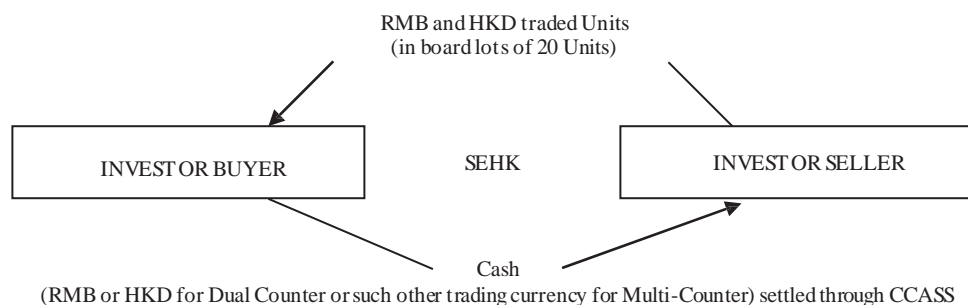 RMB and HKD traded Units
(in board lots of 20 Units)
INVESTOR BUYER
SEHK
INVESTOR SELLER
Cash
(RMB or HKD for Dual Counter or such other trading currency for Multi-Counter) settled through CCASS